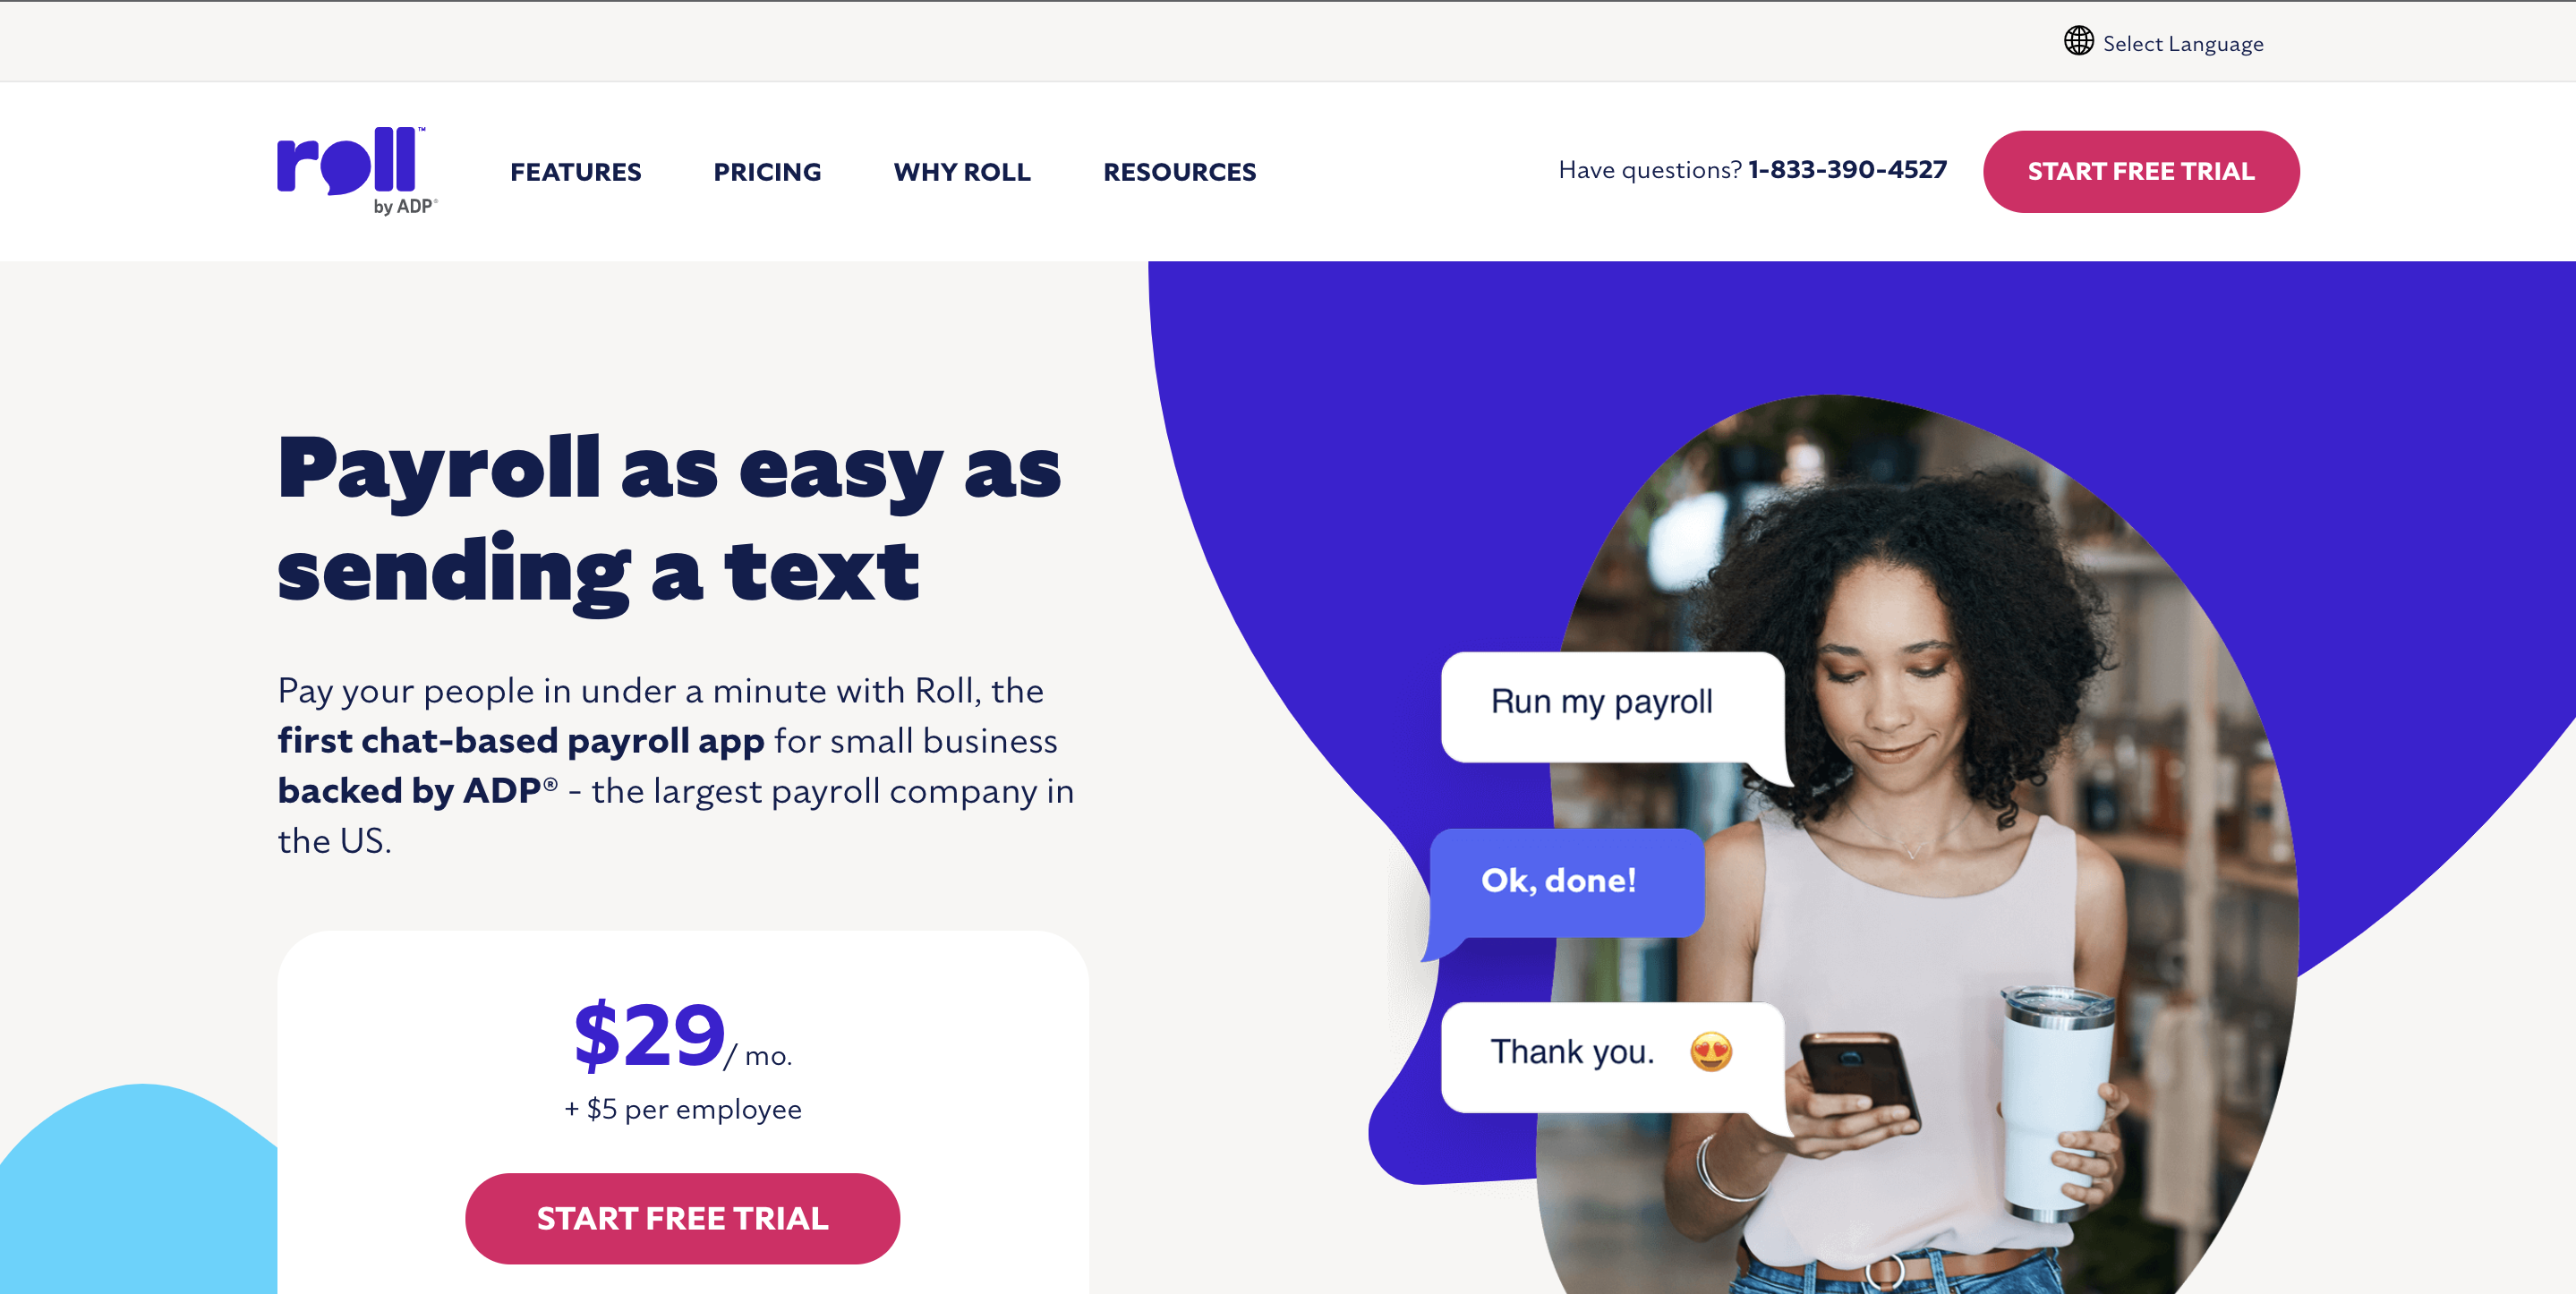 Select Language
roll™
by ADP®
FEATURES
PRICING
WHY ROLL
RESOURCES
Have questions? 1-833-390-4527
START FREE TRIAL
Payroll as easy as
sending a text
Pay your people in under a minute with Roll, the
first chat-based payroll app for small business
backed by ADP® - the largest payroll company in
the US.
$29/ mo.
+ $5 per employee
START FREE TRIAL
Run my payroll
Ok, done!
Thank you. 😍